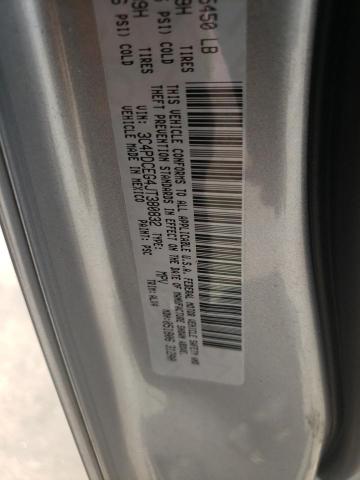 5450 LB
TIRES
PSI) COLD
TIRES
PSI) COLD
THIS VEHICLE CONFORMS TO ALL APPLICABLE U.S.A. FEDERAL MOTOR VEHICLE SAFETY AND
THEFT PREVENTION STANDARDS IN EFFECT ON THE DATE OF MANUFACTURE SHOWN ABOVE.
VIN: 3C4PDCEG4JT380832 TYPE: MPV
VEHICLE MADE IN MEXICO PAINT: PSC MDH: